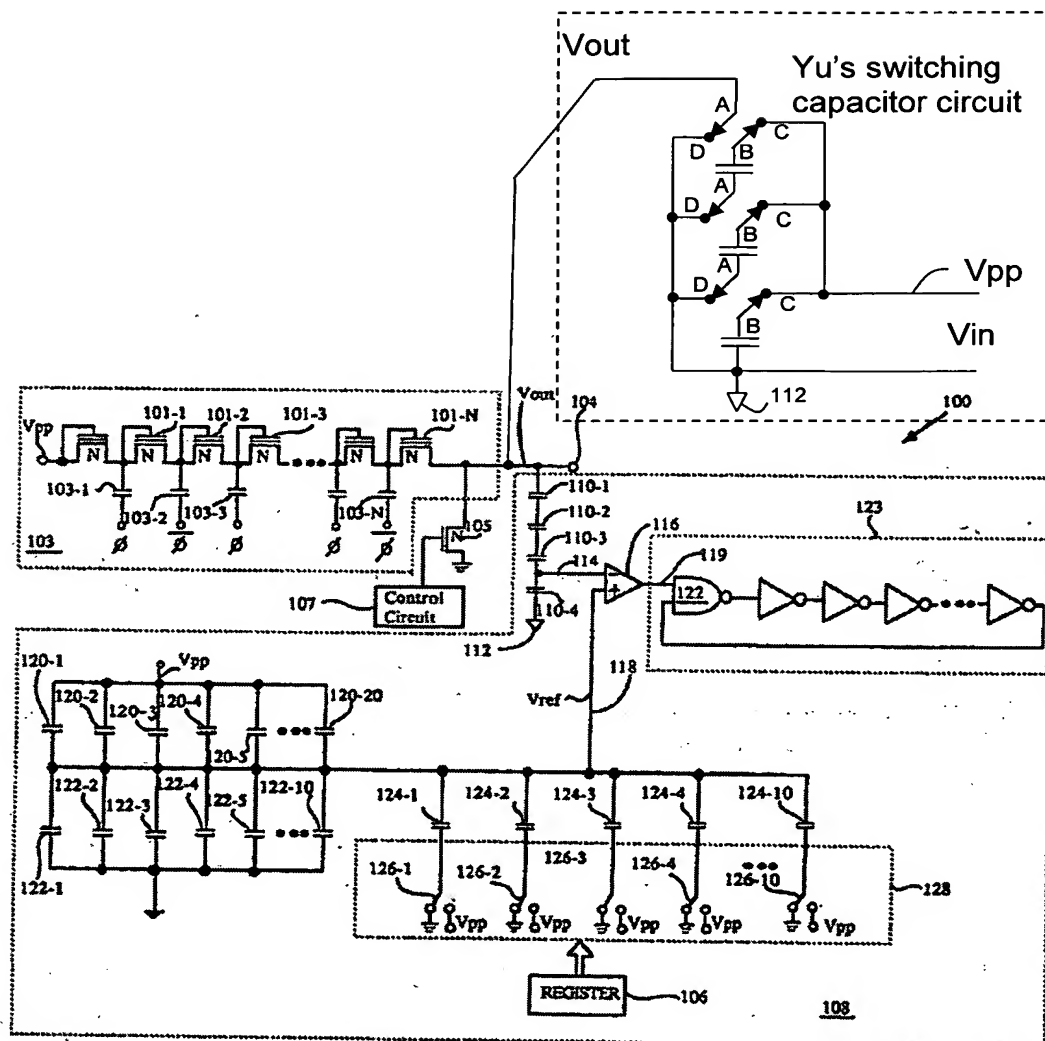 Vout
Yu's switching
capacitor circuit
A
D
C
B
A
D
C
B
A
D
C
B
Vpp
Vin
112
100
Vpp
101-1
101-2
101-3
101-N
Vout
104
N
N
N
N
N
N
103-1
103-2
103-3
103-N
ø
ø
ø
ø
ø
103
N
105
107
Control
Circuit
110-1
110-2
110-3
114
110-4
112
116
119
123
122
120-1
Vpp
120-2
120-3
120-4
120-20
20-5
Vref
118
122-2
122-3
122-4
122-5
122-10
122-1
124-1
124-2
124-3
124-4
124-10
126-1
126-2
126-3
126-4
126-10
128
Vpp
Vpp
Vpp
Vpp
Vpp
REGISTER
106
108